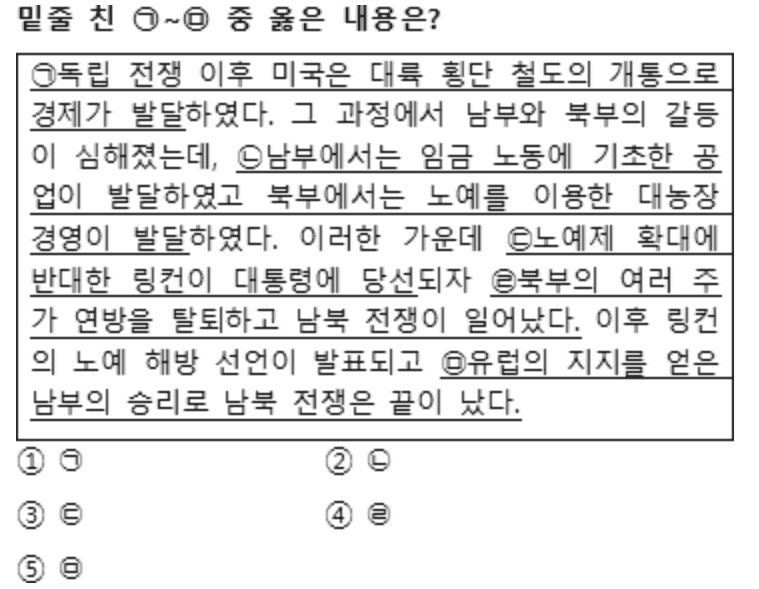 밑줄 친 ㉠~㉤ 중 옳은 내용은?
㉠독립 전쟁 이후 미국은 대륙 횡단 철도의 개통으로
경제가 발달하였다. 그 과정에서 남부와 북부의 갈등
이 심해졌는데, ㉡남부에서는 임금 노동에 기초한 공
업이 발달하였고 북부에서는 노예를 이용한 대농장
경영이 발달하였다. 이러한 가운데 ㉢노예제 확대에
반대한 링컨이 대통령에 당선되자 ㉣북부의 여러 주
가 연방을 탈퇴하고 남북 전쟁이 일어났다. 이후 링컨
의 노예 해방 선언이 발표되고 ㉤유럽의 지지를 얻은
남부의 승리로 남북 전쟁은 끝이 났다.
① ㉠ ② ㉡
③ ㉢ ④ ㉣
⑤ ㉤